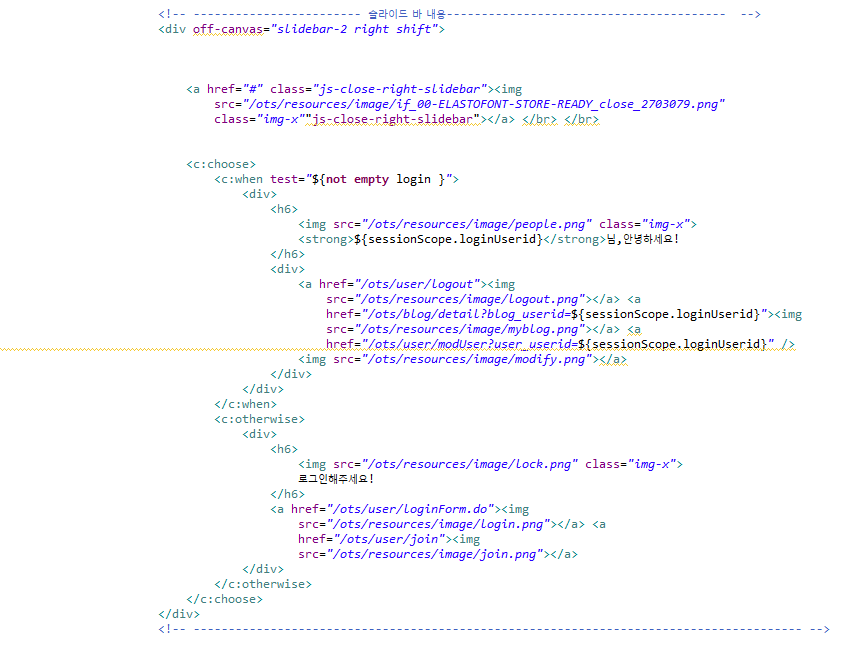 <!-- ------------------------ 슬라이드 바 내용---------------------------------------- -->
<div off-canvas="slidebar-2 right shift">
<a href="#" class="js-close-right-slidebar"><img
src="/ots/resources/image/if_00-ELASTOFONT-STORE-READY_close_2703079.png"
class="img-x""js-close-right-slidebar"></a> </br> </br>
<c:choose>
<c:when test="${not empty login }">
<div>
<h6>
<img src="/ots/resources/image/people.png" class="img-x">
<strong>${sessionScope.loginUserid}</strong>님,안녕하세요!
</h6>
<div>
<a href="/ots/user/logout"><img
src="/ots/resources/image/logout.png"></a> <a
href="/ots/blog/detail?blog_userid=${sessionScope.loginUserid}"><img
src="/ots/resources/image/myblog.png"></a> <a
href="/ots/user/modUser?user_userid=${sessionScope.loginUserid}" />
<img src="/ots/resources/image/modify.png"></a>
</div>
</div>
</c:when>
<c:otherwise>
<div>
<h6>
<img src="/ots/resources/image/lock.png" class="img-x">
로그인해주세요!
</h6>
<a href="/ots/user/loginForm.do"><img
src="/ots/resources/image/login.png"></a> <a
href="/ots/user/join"><img
src="/ots/resources/image/join.png"></a>
</div>
</c:otherwise>
</c:choose>
</div>
<!-- --------------------------------------------------------------------------------------- -->